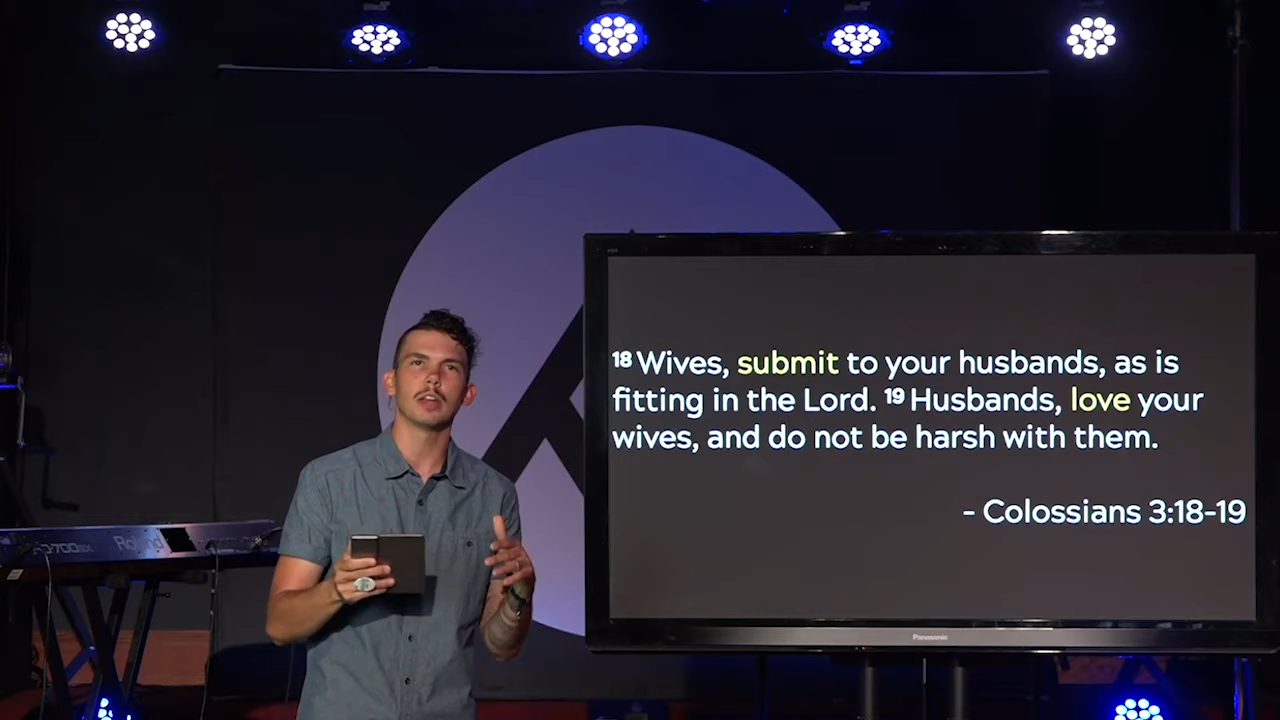 18 Wives, submit to your husbands, as is
fitting in the Lord. 19 Husbands, love your
wives, and do not be harsh with them.
- Colossians 3:18-19
Panasonic
Roland